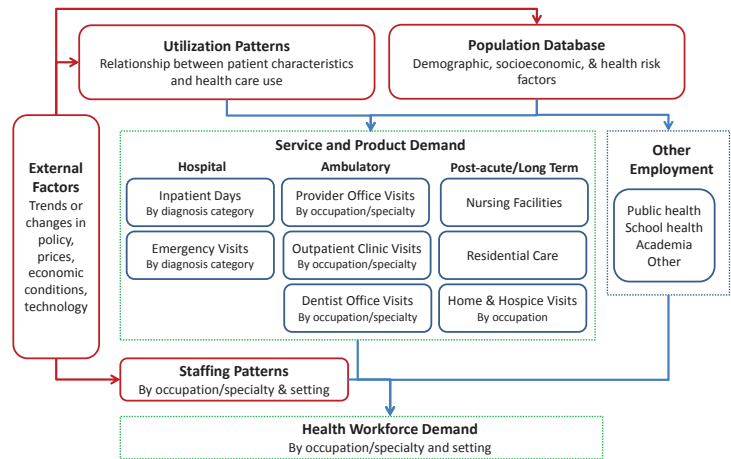 Utilization Patterns
Relationship between patient characteristics
and health care use
Population Database
Demographic, socioeconomic, & health risk
factors
External
Factors
Trends or
changes in
policy,
prices,
economic
conditions,
technology
Service and Product Demand
Hospital
Inpatient Days
By diagnosis category
Emergency Visits
By diagnosis category
Ambulatory
Provider Office Visits
By occupation/specialty
Outpatient Clinic Visits
By occupation/specialty
Dentist Office Visits
By occupation/specialty
Post-acute/Long Term
Nursing Facilities
Residential Care
Home & Hospice Visits
By occupation
Other
Employment
Public health
School health
Academia
Other
Staffing Patterns
By occupation/specialty & setting
Health Workforce Demand
By occupation/specialty and setting